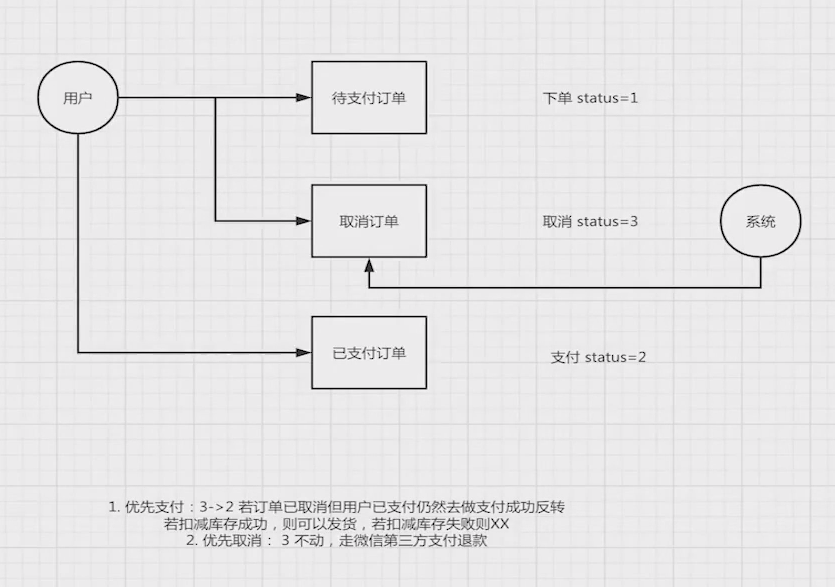 用户
待支付订单
下单 status=1
取消订单
取消 status=3
系统
已支付订单
支付 status=2
1. 优先支付：3->2 若订单已取消但用户已支付仍然去做支付成功反转
若扣减库存成功，则可以发货，若扣减库存失败则XX
2. 优先取消： 3 不动，走微信第三方支付退款